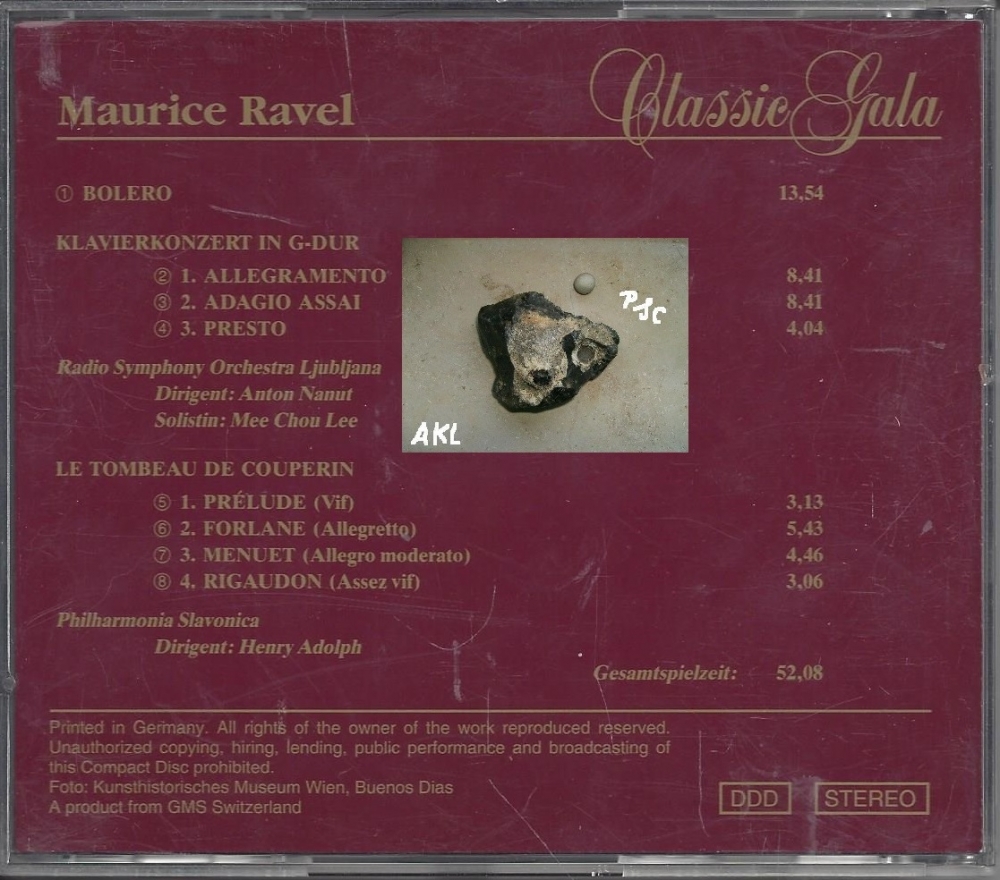 Maurice Ravel Classic Gala
① BOLERO 13,54
KLAVIERKONZERT IN G-DUR
② 1. ALLEGRAMENTO 8,41
③ 2. ADAGIO ASSAI 8,41
④ 3. PRESTO 4,04
PSC
Radio Symphony Orchestra Ljubljana
Dirigent: Anton Nanut
Solistin: Mee Chou Lee
AKL
LE TOMBEAU DE COUPERIN
⑤ 1. PRÉLUDE (Vif) 3,13
⑥ 2. FORLANE (Allegretto) 5,43
⑦ 3. MENUET (Allegro moderato) 4,46
⑧ 4. RIGAUDON (Assez vif) 3,06
Philharmonia Slavonica
Dirigent: Henry Adolph
Gesamtspielzeit: 52,08
Printed in Germany. All rights of the owner of the work reproduced reserved.
Unauthorized copying, hiring, lending, public performance and broadcasting of
this Compact Disc prohibited.
Foto: Kunsthistorisches Museum Wien, Buenos Dias
A product from GMS Switzerland
DDD STEREO